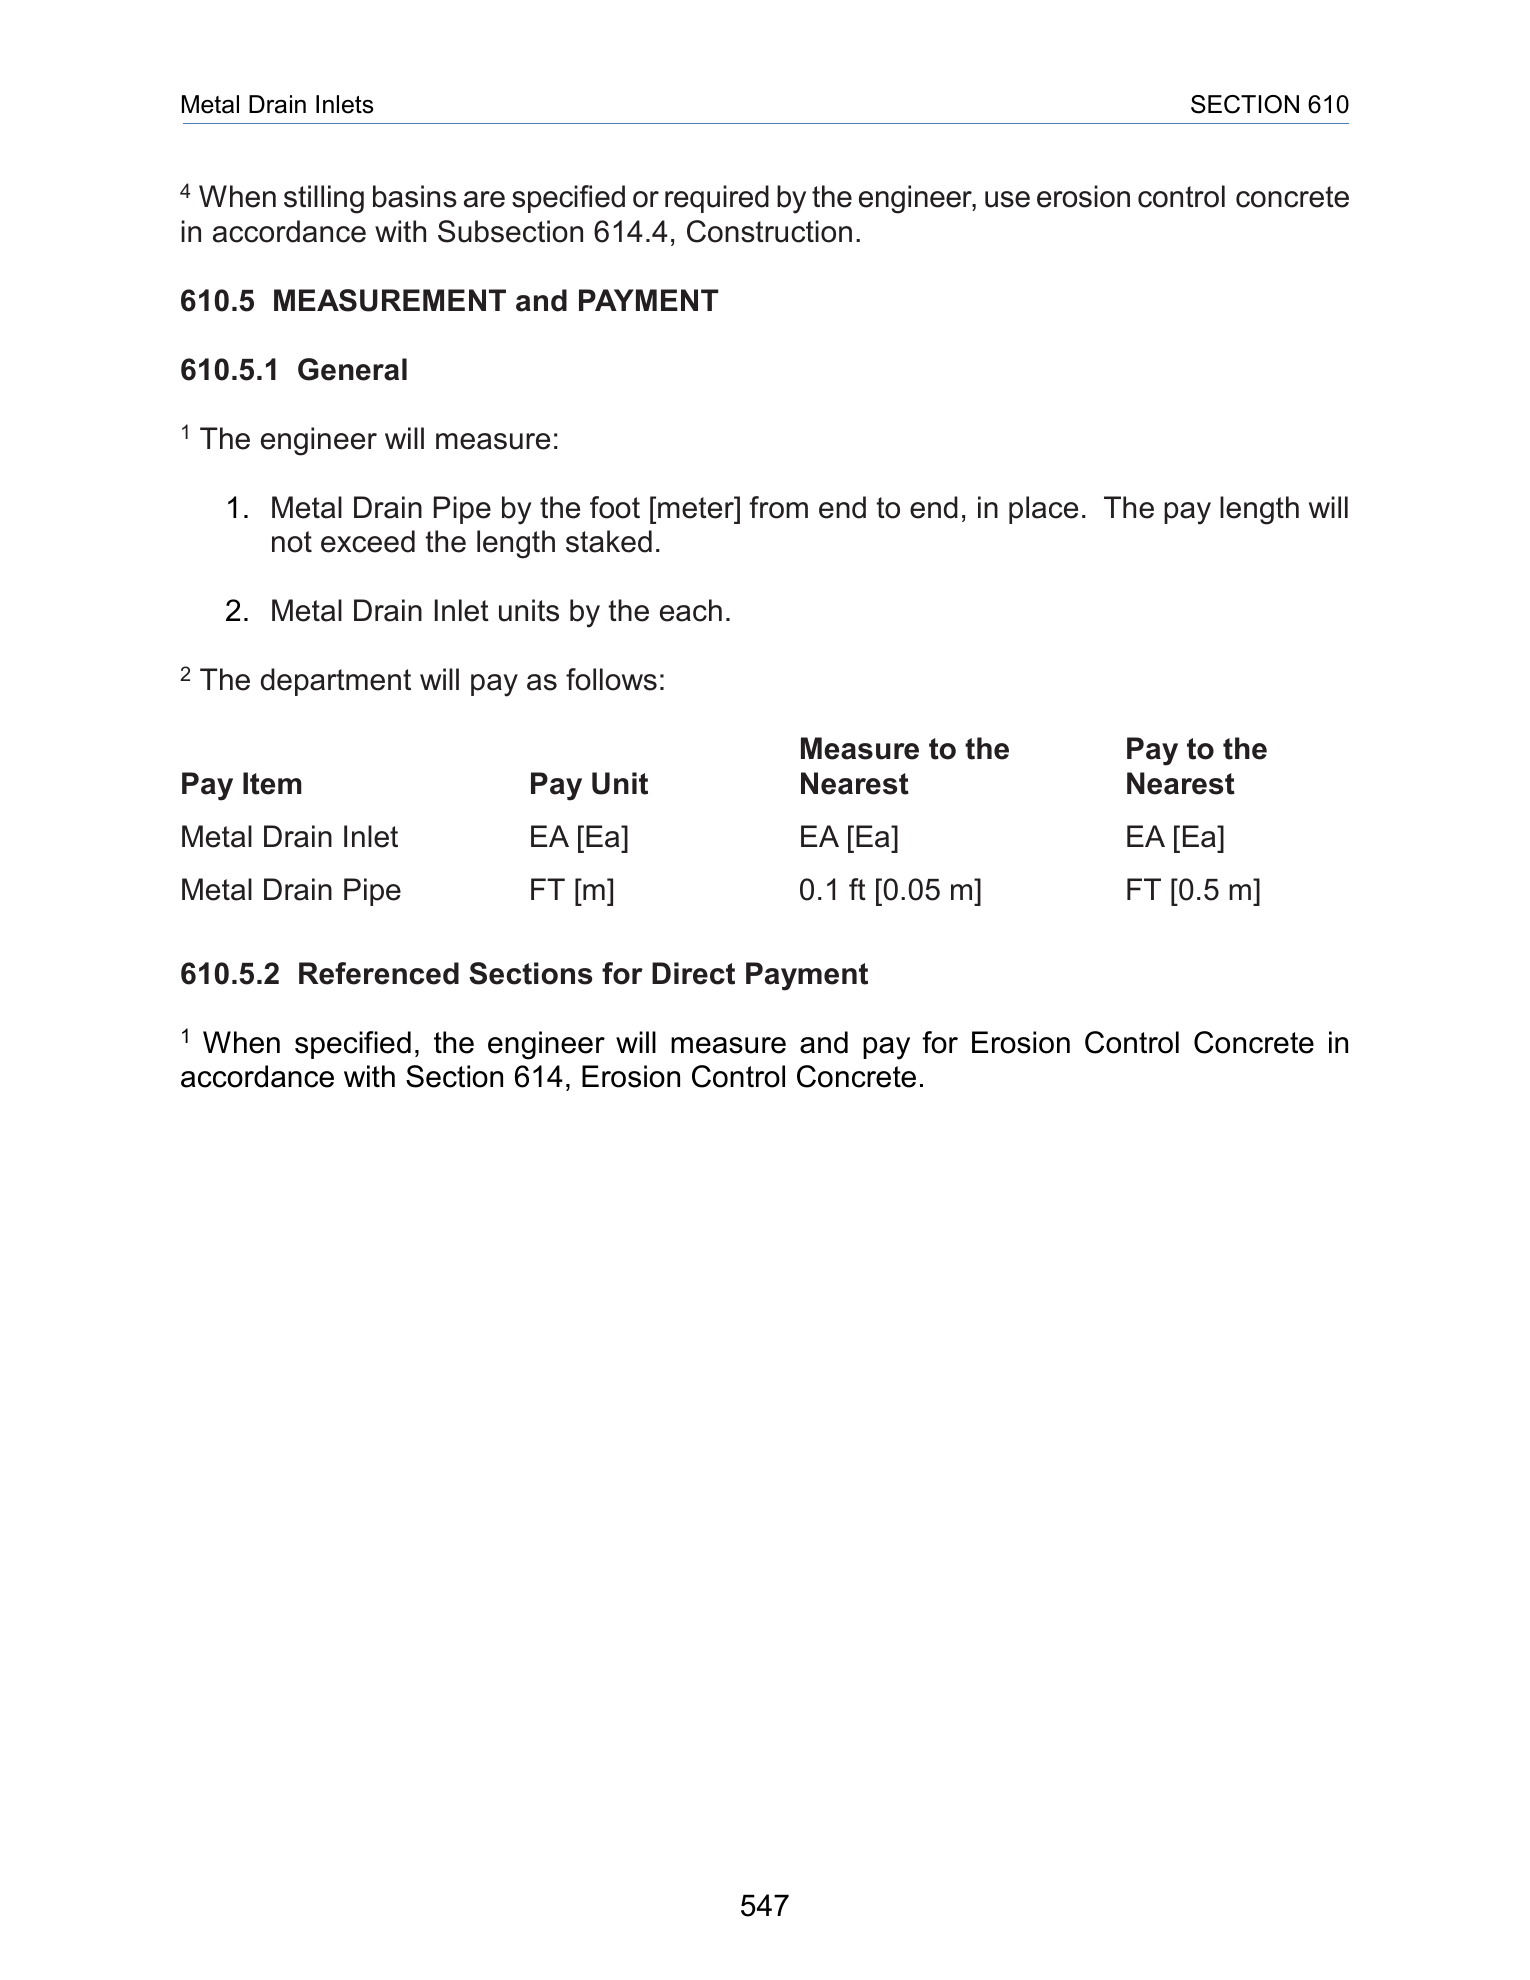 Metal Drain Inlets SECTION 610
4 When stilling basins are specified or required by the engineer, use erosion control concrete
in accordance with Subsection 614.4, Construction.
610.5 MEASUREMENT and PAYMENT
610.5.1 General
1 The engineer will measure:
1. Metal Drain Pipe by the foot [meter] from end to end, in place. The pay length will
not exceed the length staked.
2. Metal Drain Inlet units by the each.
2 The department will pay as follows:
Measure to the Pay to the
Pay Item Pay Unit Nearest Nearest
Metal Drain Inlet EA [Ea] EA [Ea] EA [Ea]
Metal Drain Pipe FT [m] 0.1 ft [0.05 m] FT [0.5 m]
610.5.2 Referenced Sections for Direct Payment
1 When specified, the engineer will measure and pay for Erosion Control Concrete in
accordance with Section 614, Erosion Control Concrete.
547